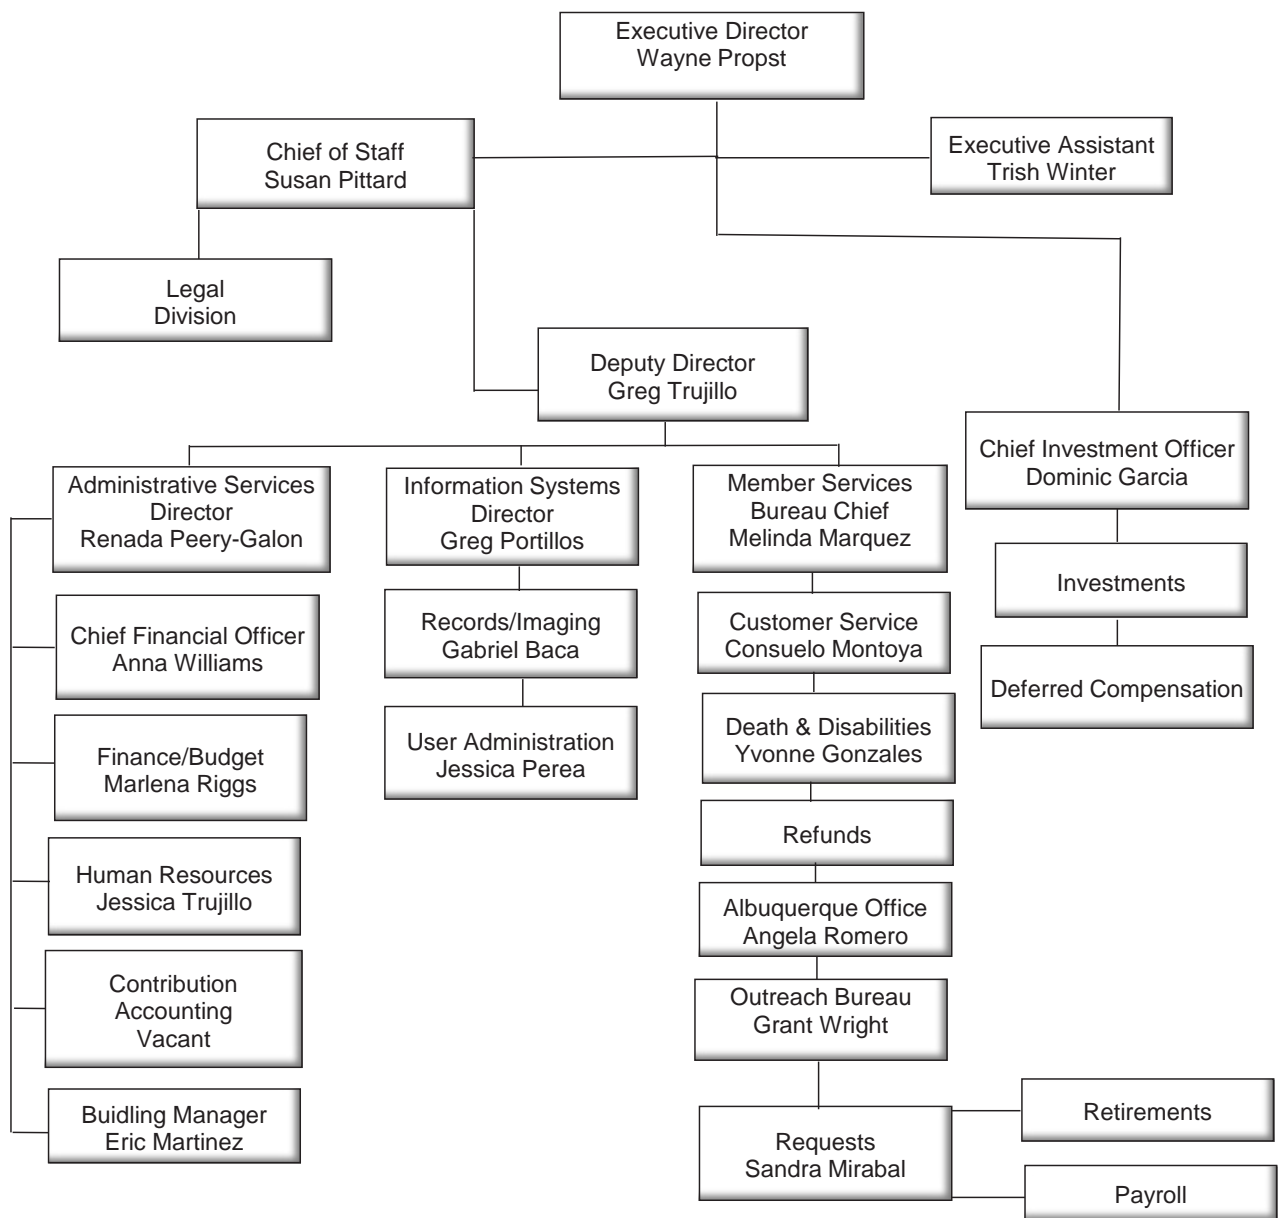 Executive Director
Wayne Propst
Chief of Staff
Susan Pittard
Executive Assistant
Trish Winter
Legal
Division
Deputy Director
Greg Trujillo
Chief Investment Officer
Dominic Garcia
Administrative Services
Director
Renada Peery-Galon
Information Systems
Director
Greg Portillos
Member Services
Bureau Chief
Melinda Marquez
Investments
Deferred Compensation
Chief Financial Officer
Anna Williams
Finance/Budget
Marlena Riggs
Human Resources
Jessica Trujillo
Contribution
Accounting
Vacant
Buidling Manager
Eric Martinez
Records/Imaging
Gabriel Baca
User Administration
Jessica Perea
Customer Service
Consuelo Montoya
Death & Disabilities
Yvonne Gonzales
Refunds
Albuquerque Office
Angela Romero
Outreach Bureau
Grant Wright
Requests
Sandra Mirabal
Retirements
Payroll